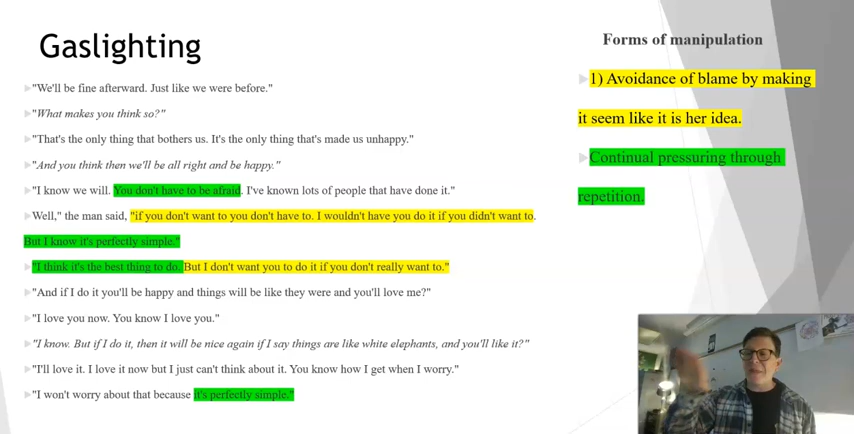 Gaslighting
"We'll be fine afterward. Just like we were before."
"What makes you think so?"
"That's the only thing that bothers us. It's the only thing that's made us unhappy."
"And you think then we'll be all right and be happy."
"I know we will. You don't have to be afraid. I've known lots of people that have done it."
Well," the man said, "if you don't want to you don't have to. I wouldn't have you do it if you didn't want to.
But I know it's perfectly simple."
"I think it's the best thing to do. But I don't want you to do it if you don't really want to."
"And if I do it you'll be happy and things will be like they were and you'll love me?"
"I love you now. You know I love you."
"I know. But if I do it, then it will be nice again if I say things are like white elephants, and you'll like it?"
"I'll love it. I love it now but I just can't think about it. You know how I get when I worry."
"I won't worry about that because it's perfectly simple."
Forms of manipulation
1) Avoidance of blame by making
it seem like it is her idea.
Continual pressuring through
repetition.